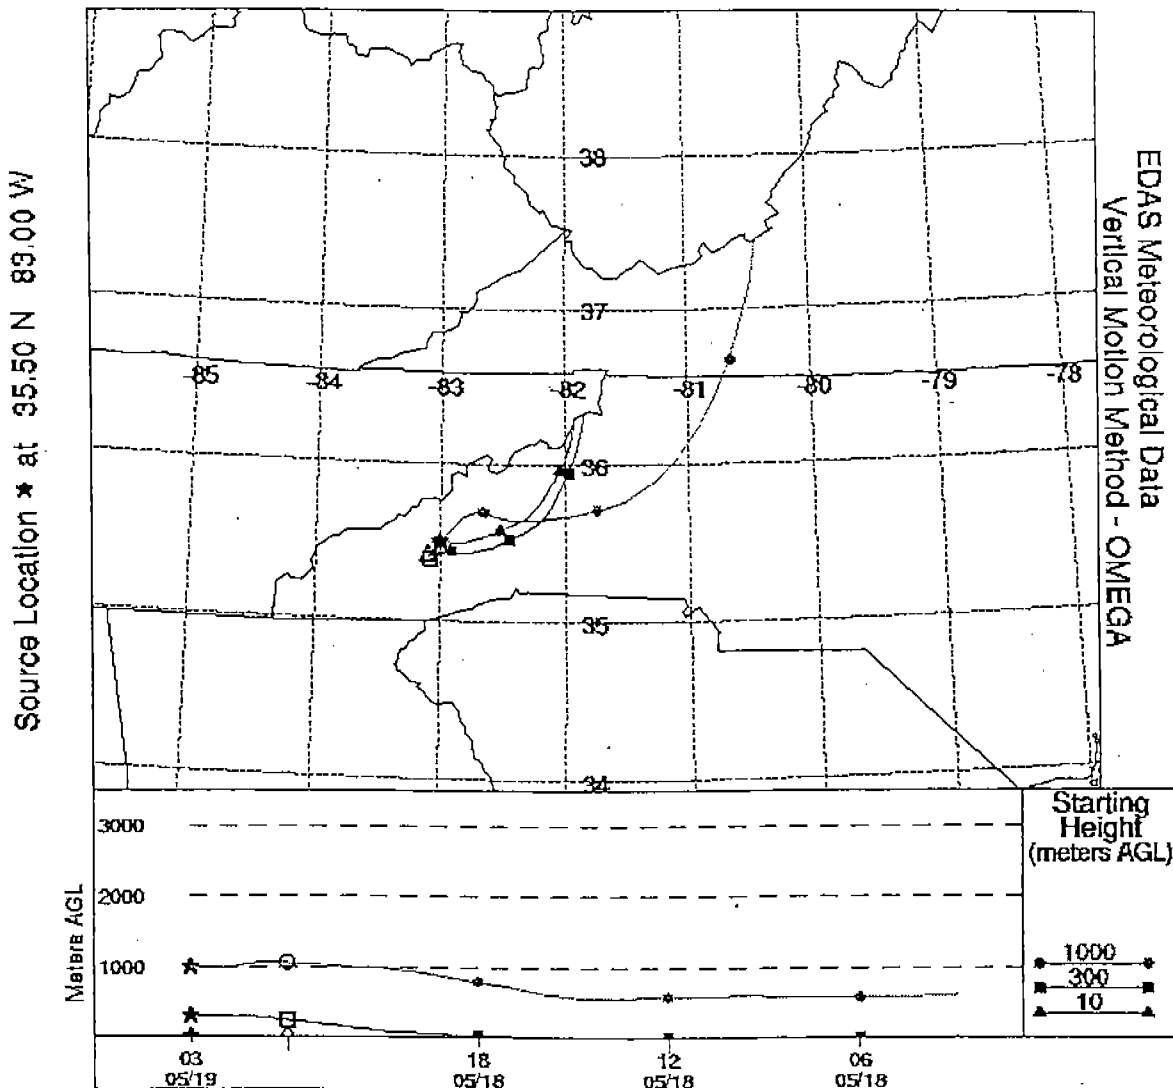 Source Location ★ at 35.50 N 83.00 W
EDAS Meteorological Data
Vertical Motion Method - OMEGA
38
37
-85 -84 -83 -82 -81 -80 -79 -78
36
35
34
Meters AGL
3000
2000
1000
03 18 12 06
05/19 05/18 05/18 05/18
Starting
Height
(meters AGL)
1000
300
10